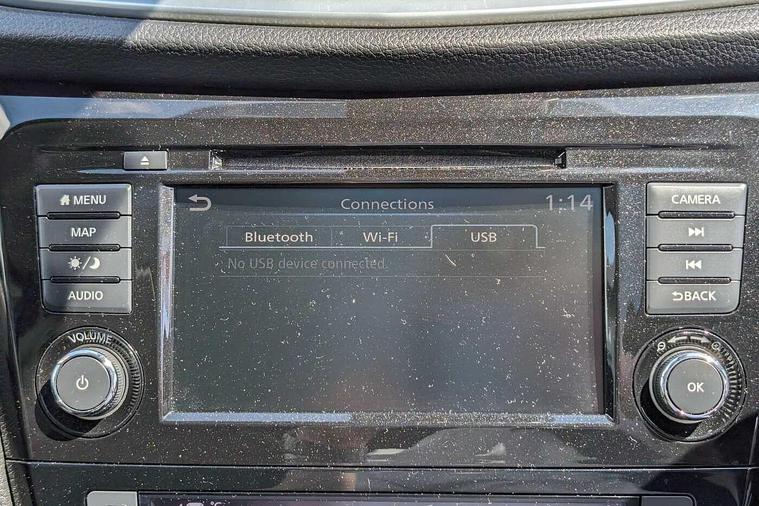 MENU
MAP
AUDIO
VOLUME
Connections 1:14
Bluetooth Wi-Fi USB
No USB device connected.
CAMERA
BACK
OK
°C